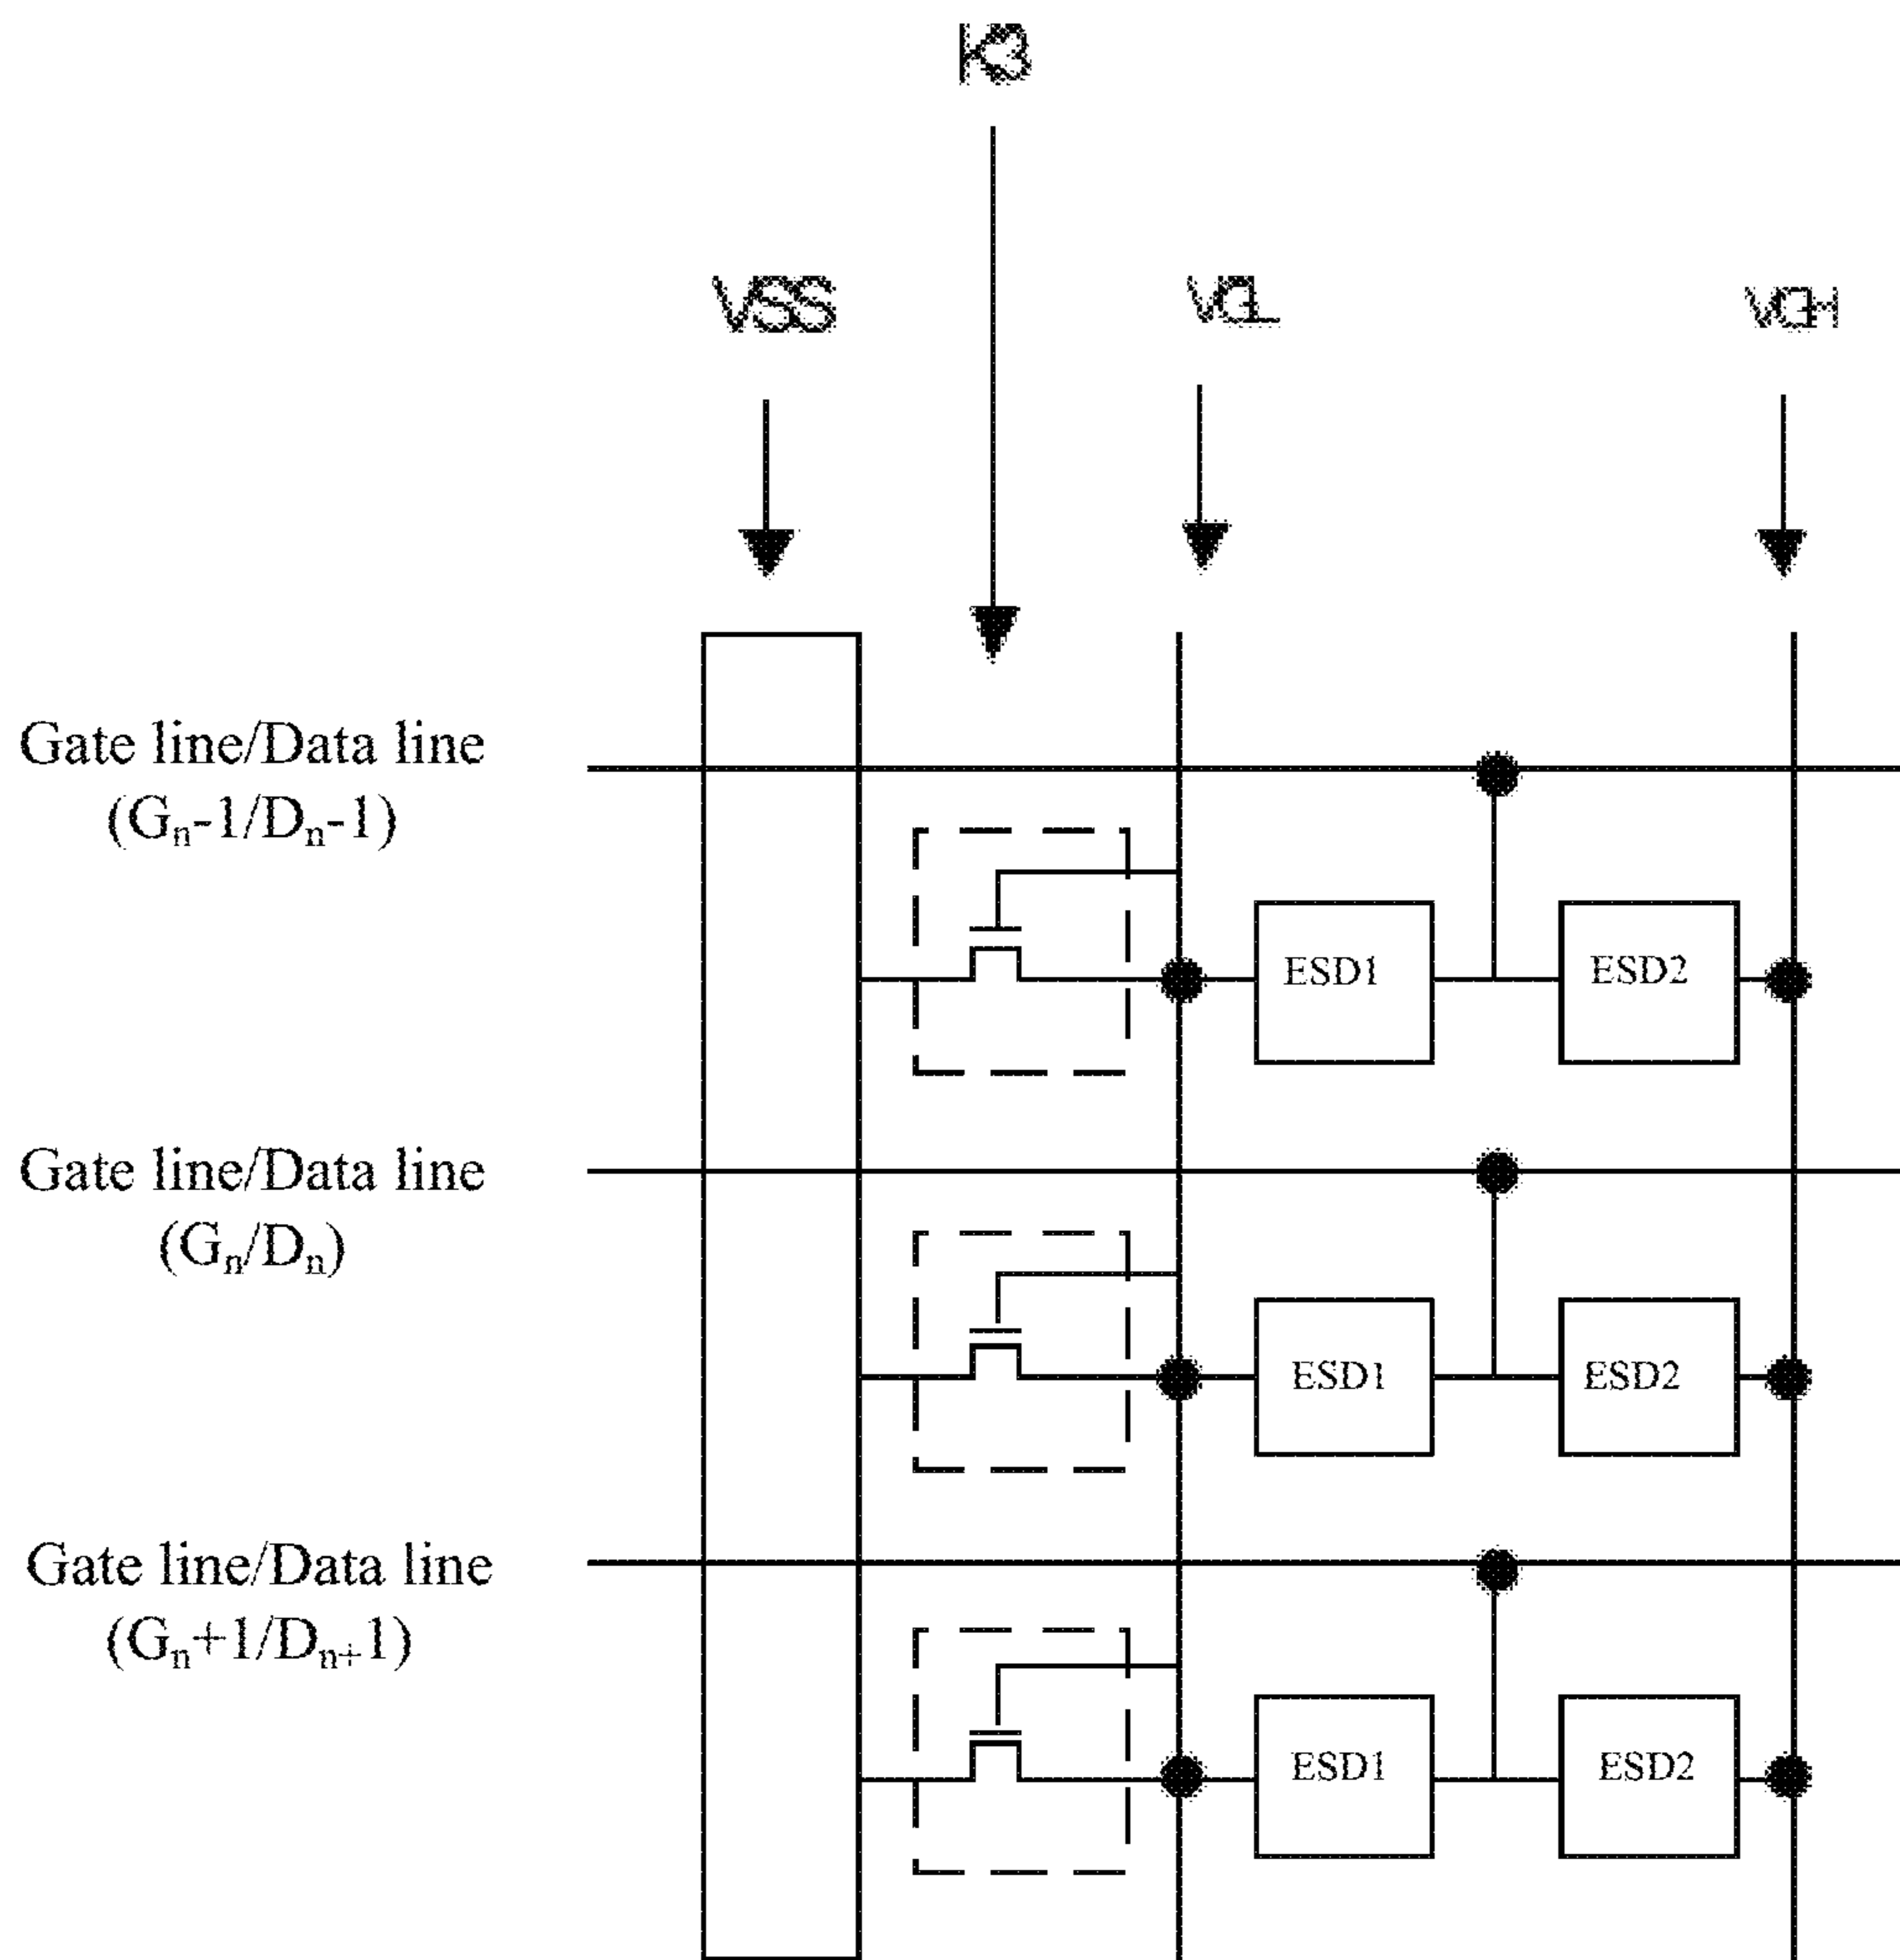 K3
VSS VGL VGH
Gate line/Data line
(Gn-1/Dn-1)
ESD1 ESD2
Gate line/Data line
(Gn/Dn)
ESD1 ESD2
Gate line/Data line
(Gn+1/Dn+1)
ESD1 ESD2